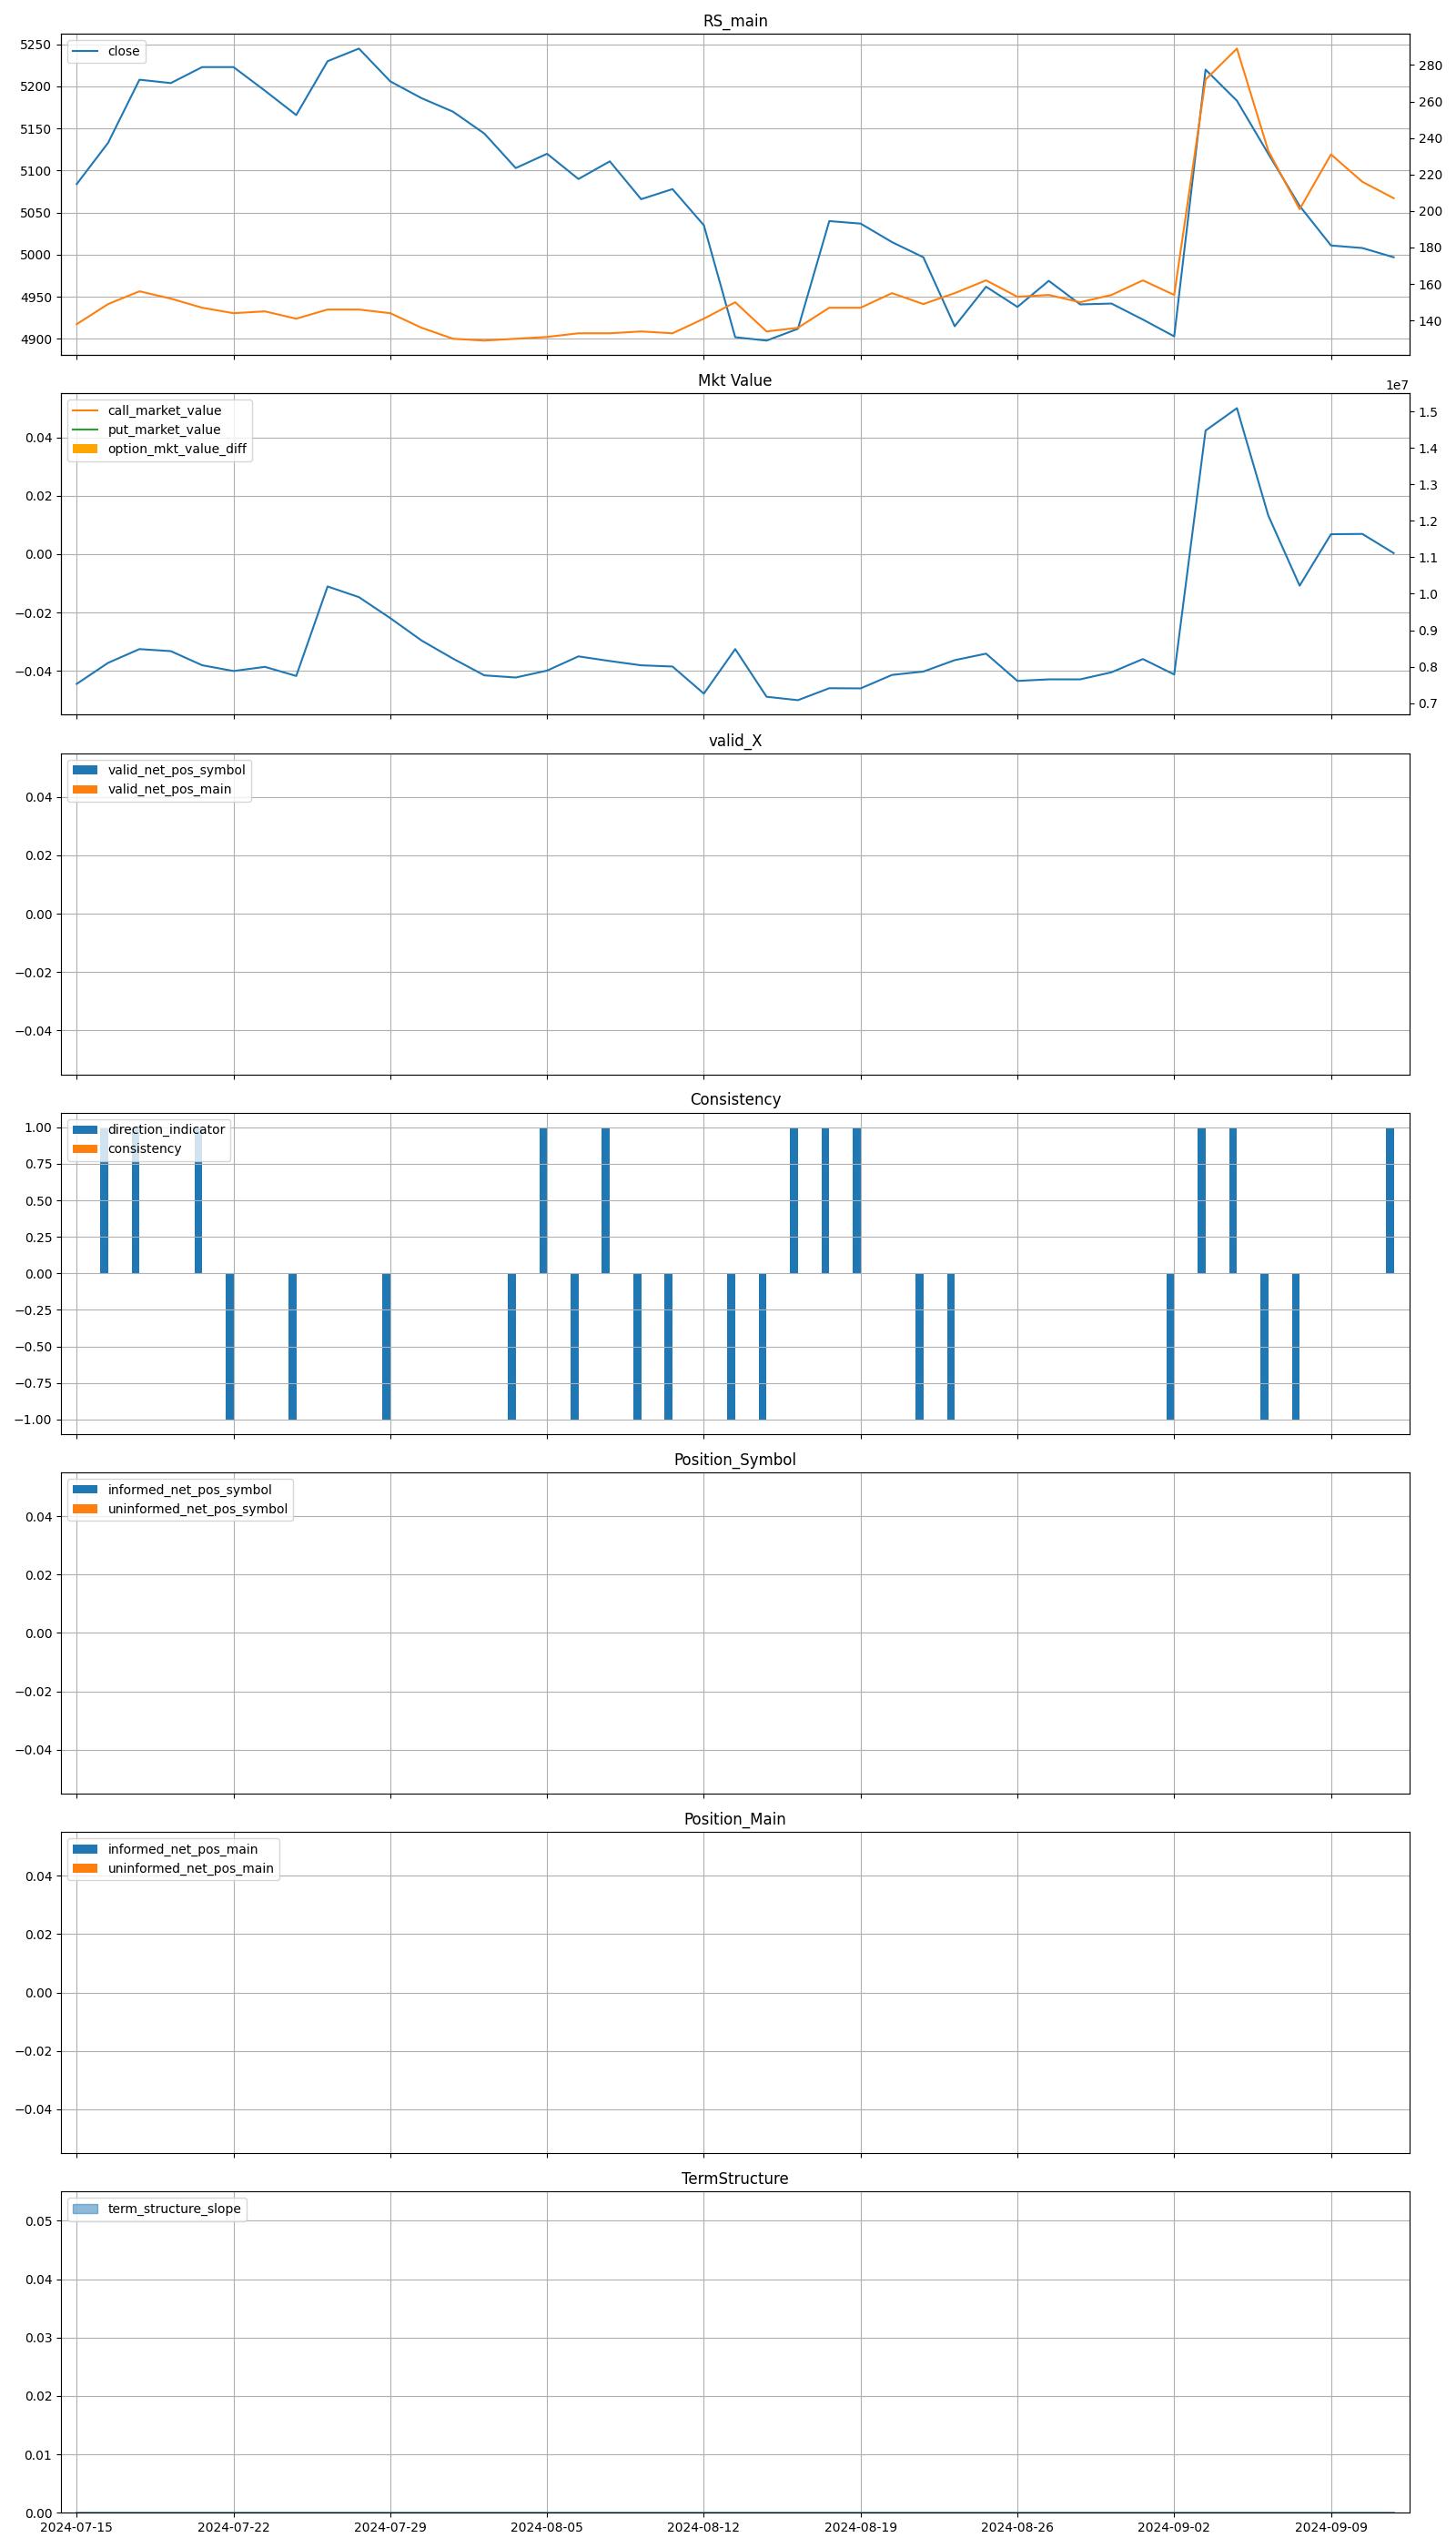 RS_main
close
5250
5200
5150
5100
5050
5000
4950
4900
280
260
240
220
200
180
160
140
Mkt Value
1e7
call_market_value
put_market_value
option_mkt_value_diff
0.04
0.02
0.00
−0.02
−0.04
1.5
1.4
1.3
1.2
1.1
1.0
0.9
0.8
0.7
valid_X
valid_net_pos_symbol
valid_net_pos_main
0.04
0.02
0.00
−0.02
−0.04
Consistency
direction_indicator
consistency
1.00
0.75
0.50
0.25
0.00
−0.25
−0.50
−0.75
−1.00
Position_Symbol
informed_net_pos_symbol
uninformed_net_pos_symbol
0.04
0.02
0.00
−0.02
−0.04
Position_Main
informed_net_pos_main
uninformed_net_pos_main
0.04
0.02
0.00
−0.02
−0.04
TermStructure
term_structure_slope
0.05
0.04
0.03
0.02
0.01
0.00
2024-07-15 2024-07-22 2024-07-29 2024-08-05 2024-08-12 2024-08-19 2024-08-26 2024-09-02 2024-09-09